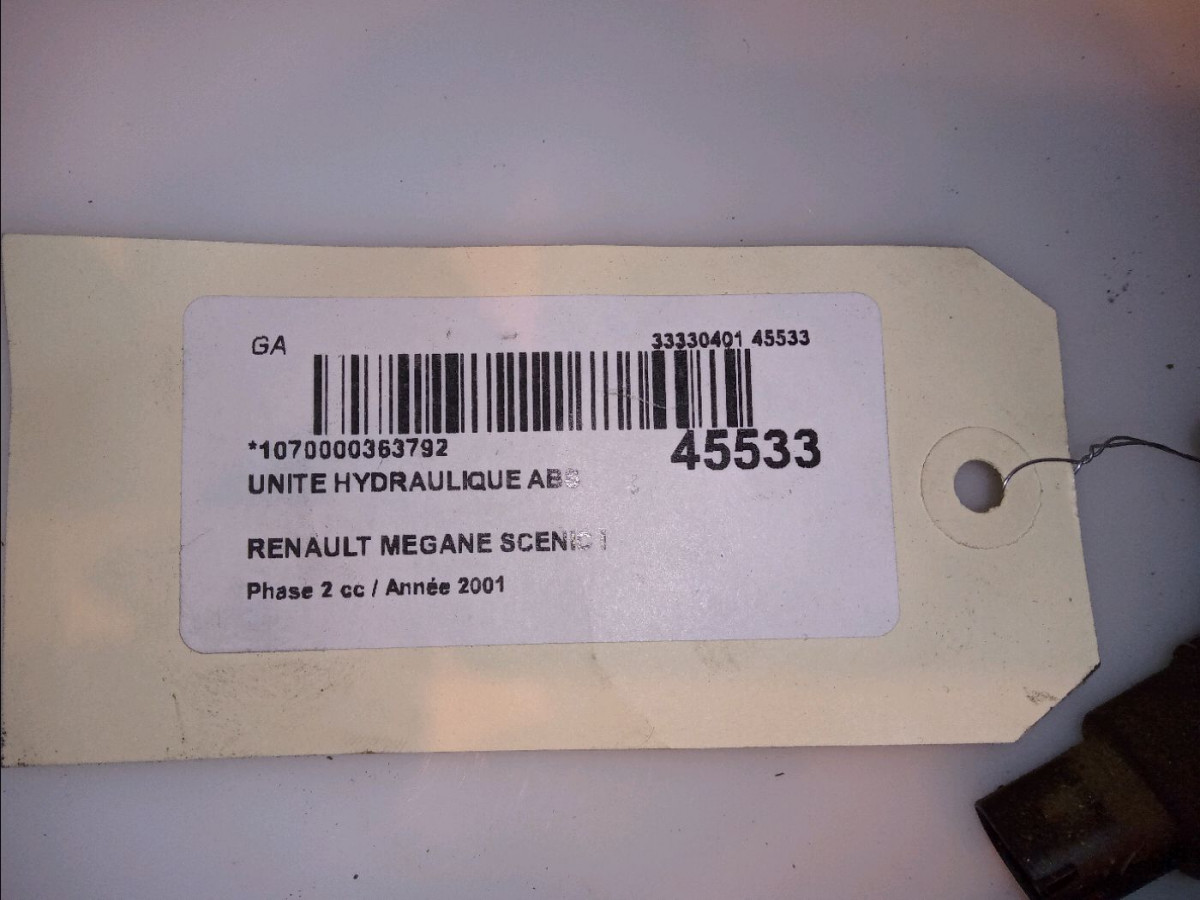 GA
33330401 45533
*1070000363792
45533
UNITE HYDRAULIQUE ABS
RENAULT MEGANE SCENIC I
Phase 2 cc / Année 2001